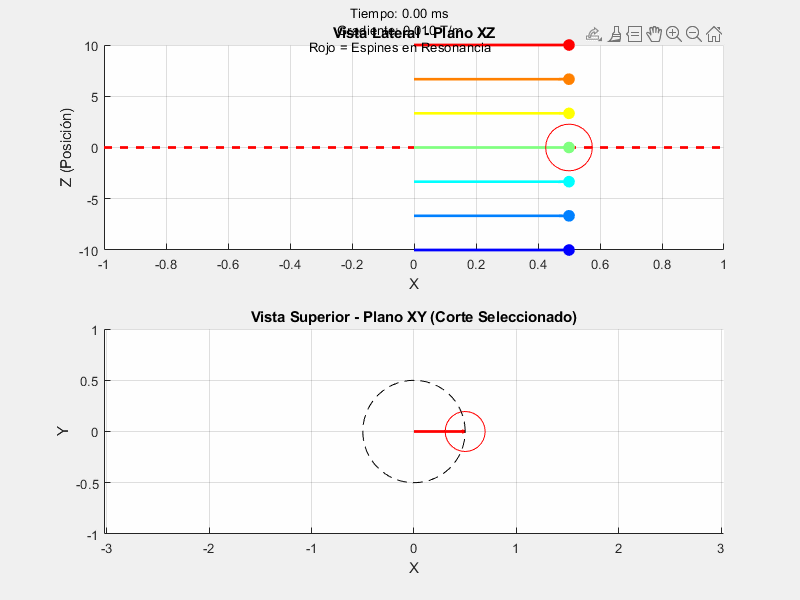 Tiempo: 0.00 ms
Gradiente: 0.010 T/m
Vista Lateral - Plano XZ
Rojo = Espines en Resonancia
10
5
0
-5
-10
Z (Posición)
-1 -0.8 -0.6 -0.4 -0.2 0 0.2 0.4 0.6 0.8 1
X
Vista Superior - Plano XY (Corte Seleccionado)
1
0.5
0
-0.5
-1
Y
-3 -2 -1 0 1 2 3
X